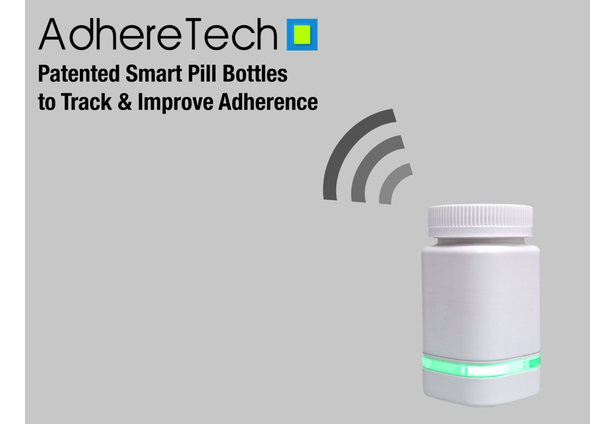 AdhereTech
Patented Smart Pill Bottles
to Track & Improve Adherence